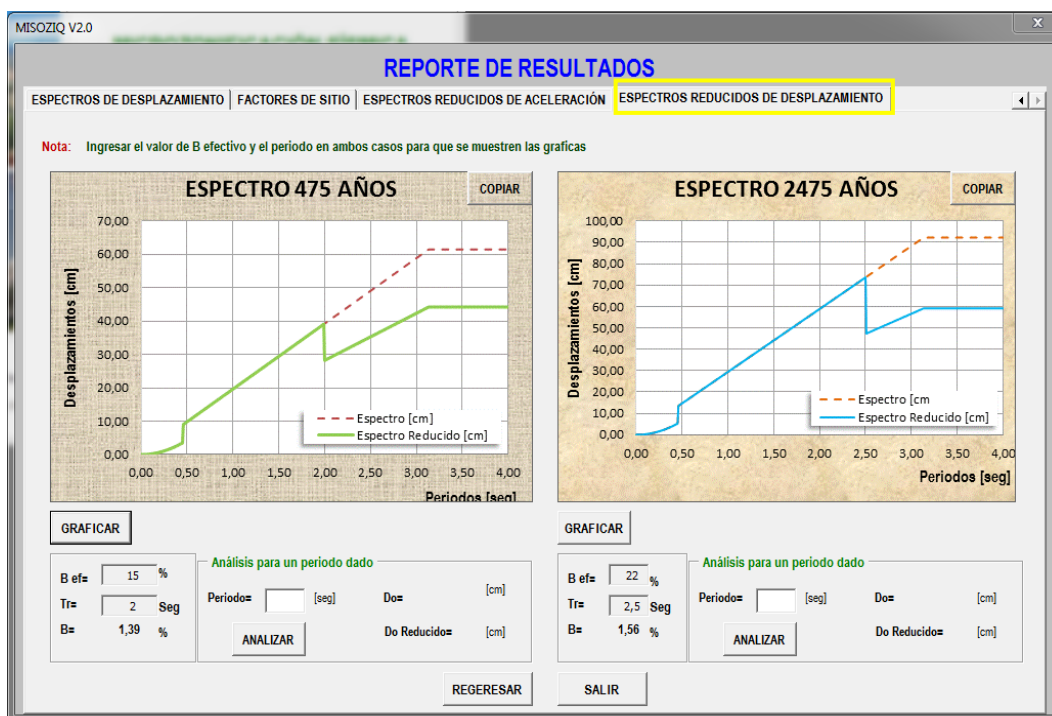 MISOZIQ V2.0
REPORTE DE RESULTADOS
ESPECTROS DE DESPLAZAMIENTO
FACTORES DE SITIO
ESPECTROS REDUCIDOS DE ACELERACIÓN
ESPECTROS REDUCIDOS DE DESPLAZAMIENTO
Nota: Ingresar el valor de B efectivo y el periodo en ambos casos para que se muestren las graficas
ESPECTRO 475 AÑOS
COPIAR
Desplazamientos [cm]
70,00
60,00
50,00
40,00
30,00
20,00
10,00
0,00
Espectro [cm]
Espectro Reducido [cm]
0,00 0,50 1,00 1,50 2,00 2,50 3,00 3,50 4,00
Periodos [seg]
GRAFICAR
B ef= 15 %
Tr= 2 Seg
B= 1,39 %
Análisis para un periodo dado
Periodo= [seg] Do= [cm]
ANALIZAR Do Reducido= [cm]
ESPECTRO 2475 AÑOS
COPIAR
Desplazamientos [cm]
100,00
90,00
80,00
70,00
60,00
50,00
40,00
30,00
20,00
10,00
0,00
Espectro [cm
Espectro Reducido [cm]
0,00 0,50 1,00 1,50 2,00 2,50 3,00 3,50 4,00
Periodos [seg]
GRAFICAR
B ef= 22 %
Tr= 2,5 Seg
B= 1,56 %
Análisis para un periodo dado
Periodo= [seg] Do= [cm]
ANALIZAR Do Reducido= [cm]
REGERESAR
SALIR